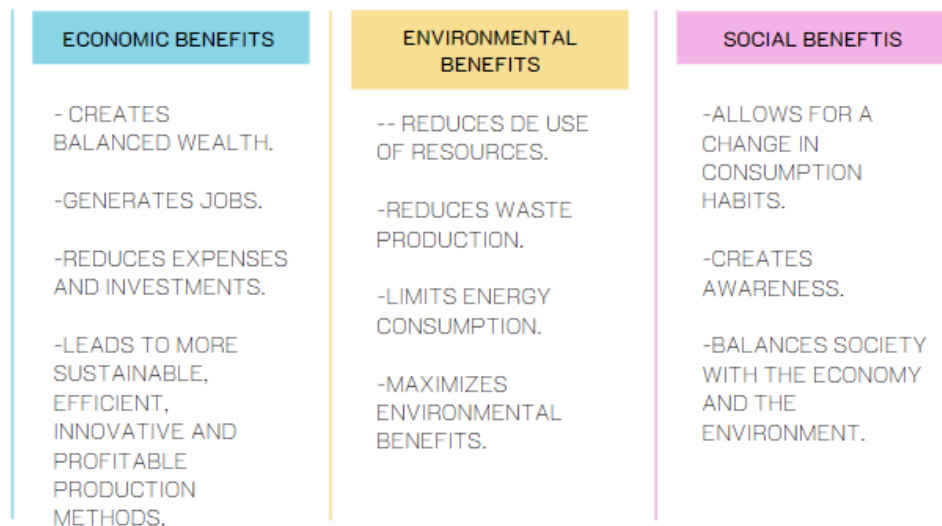 ECONOMIC BENEFITS
- CREATES
BALANCED WEALTH.
-GENERATES JOBS.
-REDUCES EXPENSES
AND INVESTMENTS.
-LEADS TO MORE
SUSTAINABLE,
EFFICIENT,
INNOVATIVE AND
PROFITABLE
PRODUCTION
METHODS.
ENVIRONMENTAL
BENEFITS
-- REDUCES DE USE
OF RESOURCES.
-REDUCES WASTE
PRODUCTION.
-LIMITS ENERGY
CONSUMPTION.
-MAXIMIZES
ENVIRONMENTAL
BENEFITS.
SOCIAL BENEFTIS
-ALLOWS FOR A
CHANGE IN
CONSUMPTION
HABITS.
-CREATES
AWARENESS.
-BALANCES SOCIETY
WITH THE ECONOMY
AND THE
ENVIRONMENT.